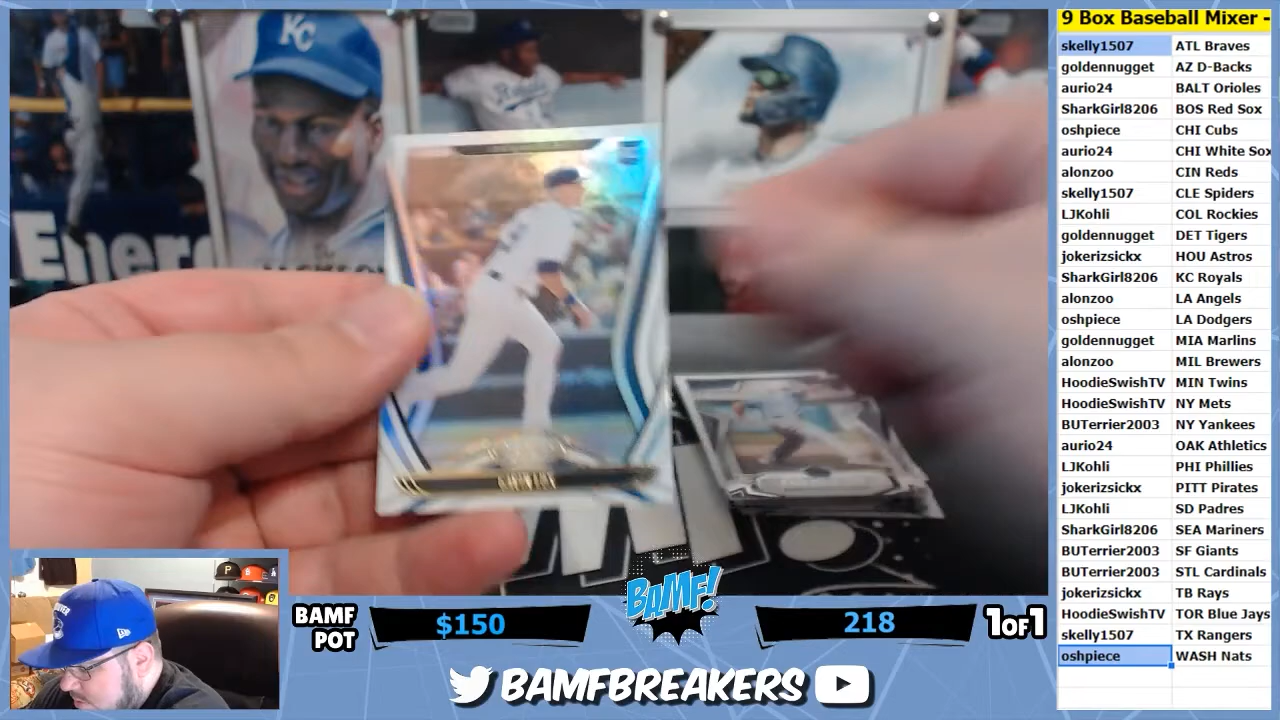 9 Box Baseball Mixer -
skelly1507 ATL Braves
goldennugget AZ D-Backs
aurio24 BALT Orioles
SharkGirl8206 BOS Red Sox
oshpiece CHI Cubs
aurio24 CHI White Sox
alonzoo CIN Reds
skelly1507 CLE Spiders
LJKohli COL Rockies
goldennugget DET Tigers
jokerizsickx HOU Astros
SharkGirl8206 KC Royals
alonzoo LA Angels
oshpiece LA Dodgers
goldennugget MIA Marlins
alonzoo MIL Brewers
HoodieSwishTV MIN Twins
HoodieSwishTV NY Mets
BUTerrier2003 NY Yankees
aurio24 OAK Athletics
LJKohli PHI Phillies
jokerizsickx PITT Pirates
LJKohli SD Padres
SharkGirl8206 SEA Mariners
BUTerrier2003 SF Giants
BUTerrier2003 STL Cardinals
jokerizsickx TB Rays
HoodieSwishTV TOR Blue Jays
skelly1507 TX Rangers
oshpiece WASH Nats
KC
Royals
Ener
BAMF POT
$150
BAMF!
218
1OF1
BAMFBREAKERS
P